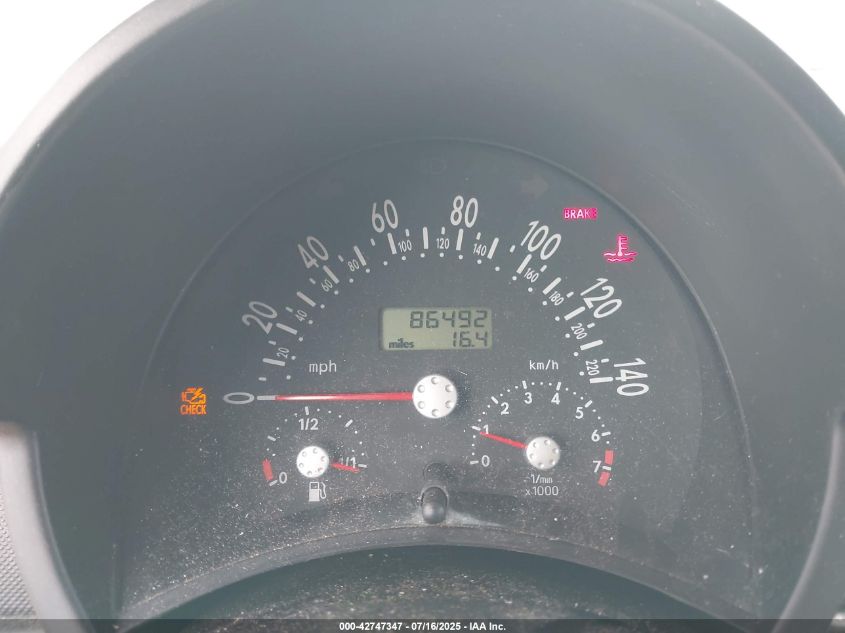 20
40
60
80
100
120
140
0
20
40
60
80
100
120
140
160
180
200
220
BRAKE
86492
miles 16.4
mph
km/h
CHECK
0 1/2 1/1
0 1 2 3 4 5 6 7
1/min
x1000
000-42747347 - 07/16/2025 - IAA Inc.